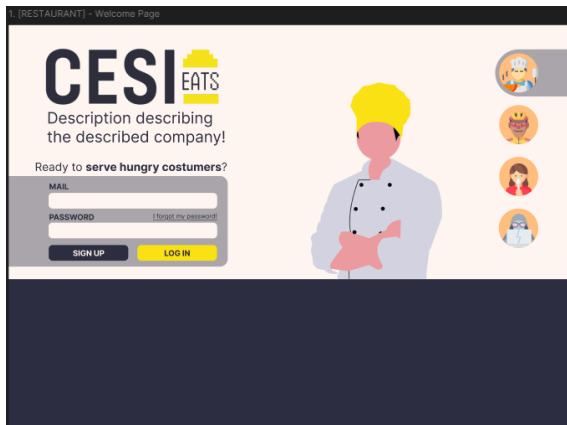 1. [RESTAURANT] - Welcome Page
CESI EATS
Description describing
the described company!
Ready to serve hungry costumers?
MAIL
PASSWORD I forgot my password!
SIGN UP LOG IN